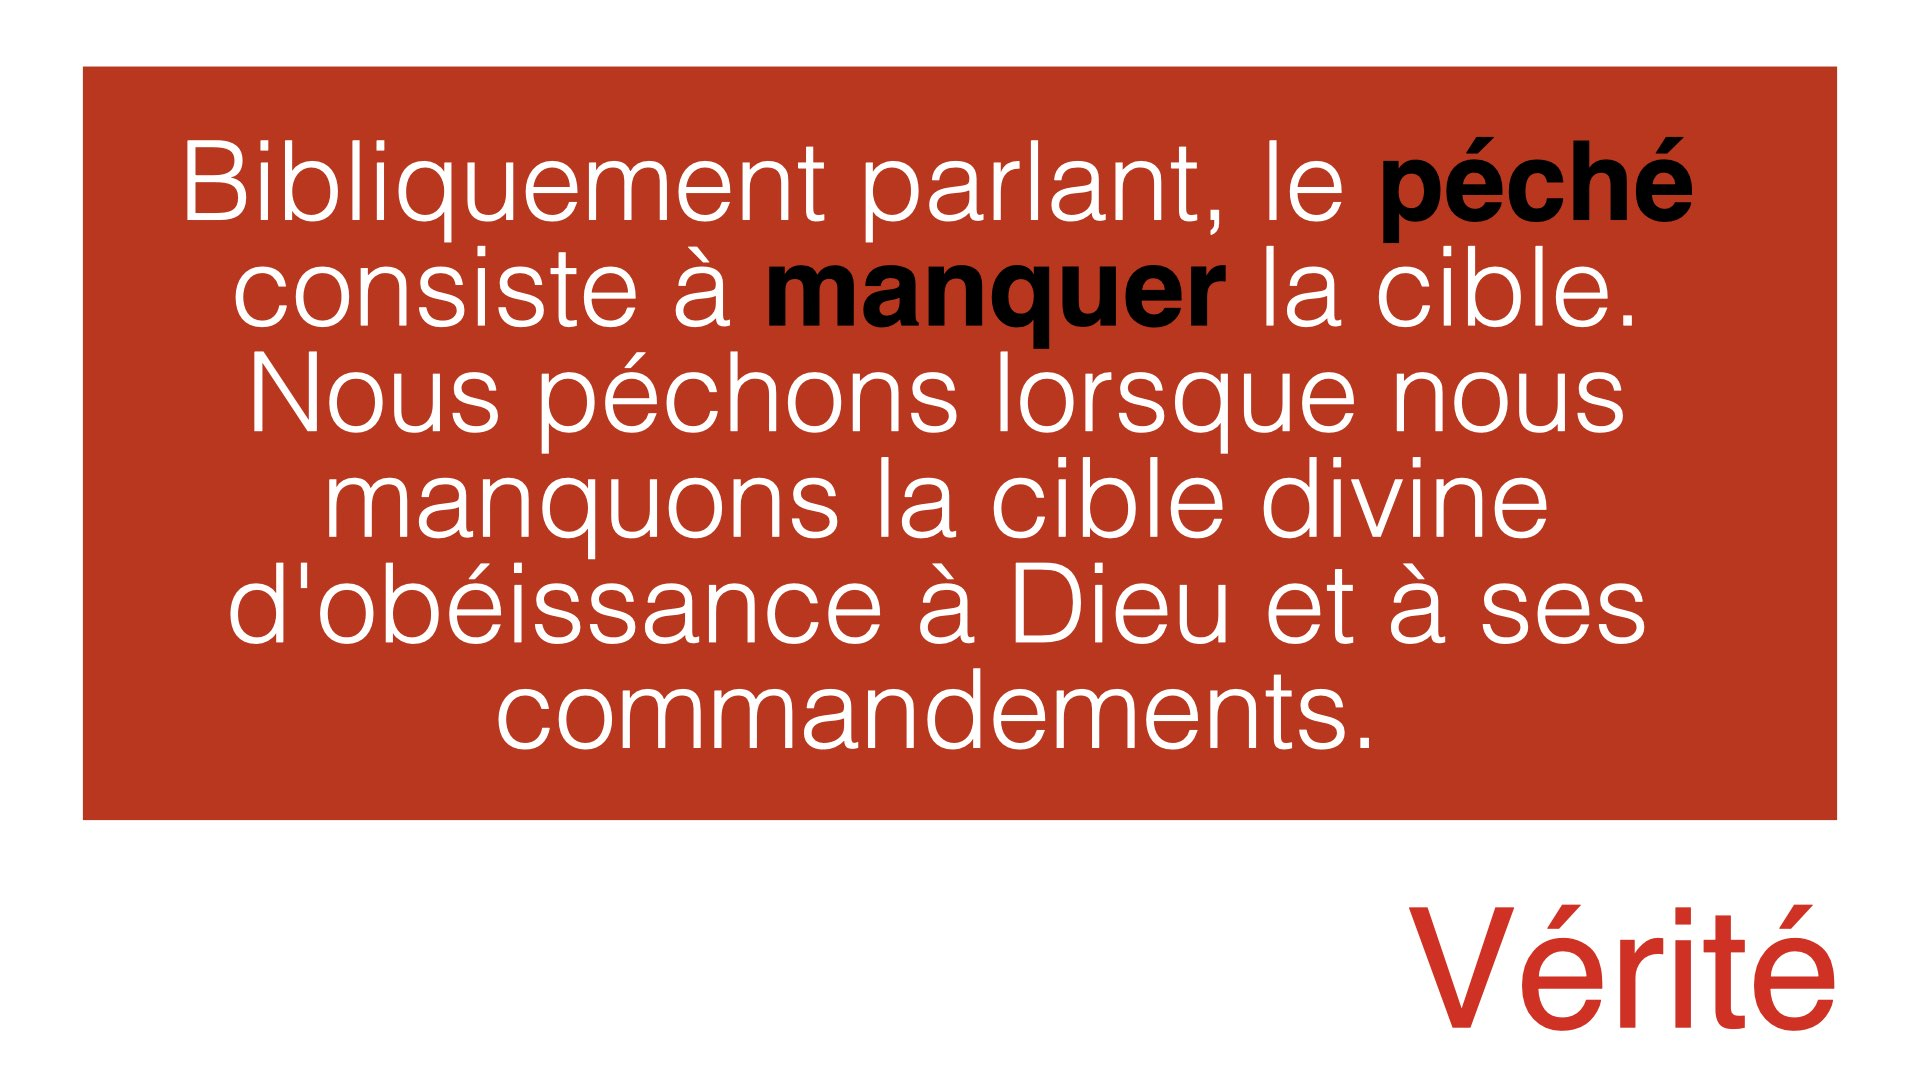 Bibliquement parlant, le péché
consiste à manquer la cible.
Nous péchons lorsque nous
manquons la cible divine
d'obéissance à Dieu et à ses
commandements.
Vérité